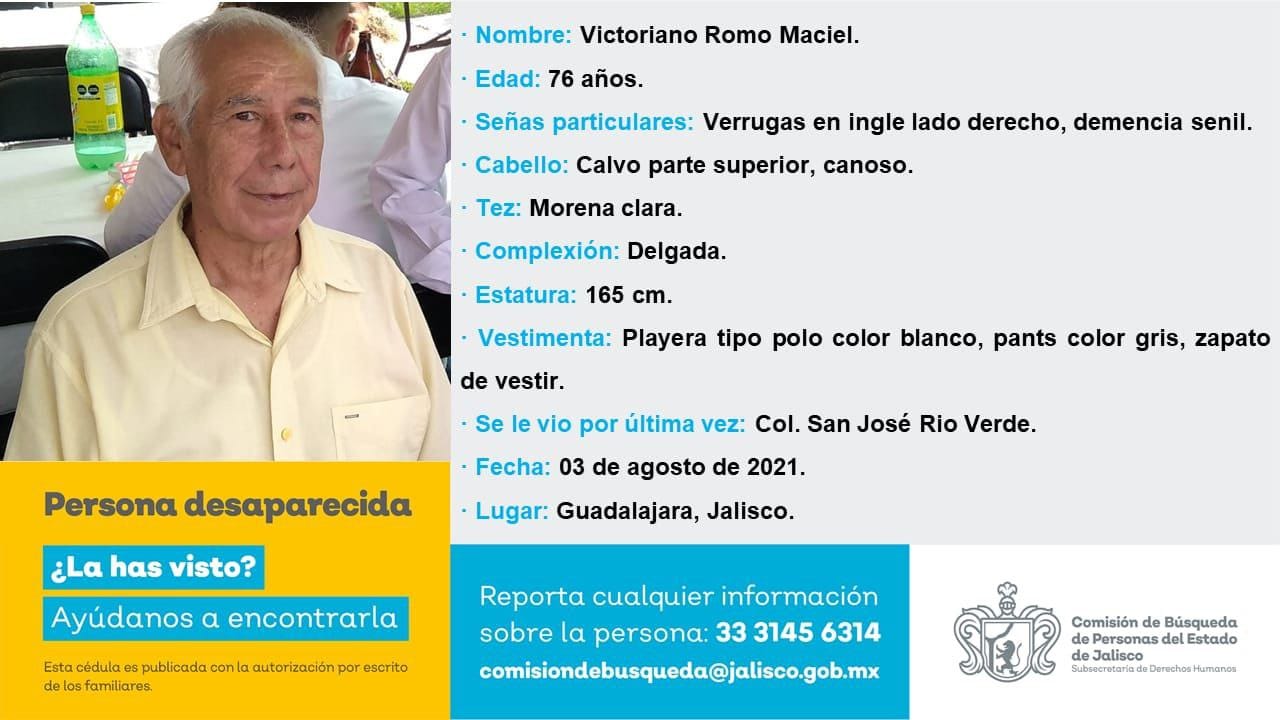 · Nombre: Victoriano Romo Maciel.
· Edad: 76 años.
· Señas particulares: Verrugas en ingle lado derecho, demencia senil.
· Cabello: Calvo parte superior, canoso.
· Tez: Morena clara.
· Complexión: Delgada.
· Estatura: 165 cm.
· Vestimenta: Playera tipo polo color blanco, pants color gris, zapato
de vestir.
· Se le vio por última vez: Col. San José Rio Verde.
· Fecha: 03 de agosto de 2021.
· Lugar: Guadalajara, Jalisco.
Persona desaparecida
¿La has visto?
Ayúdanos a encontrarla
Esta cédula es publicada con la autorización por escrito
de los familiares.
Reporta cualquier información
sobre la persona: 33 3145 6314
comisiondebusqueda@jalisco.gob.mx
Comisión de Búsqueda
de Personas del Estado
de Jalisco
Subsecretaría de Derechos Humanos